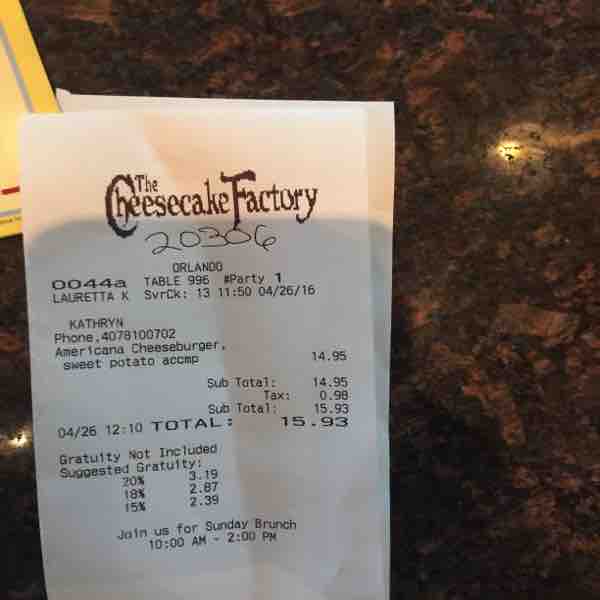 The
Cheesecake Factory
20306
ORLANDO
0044a TABLE 996 #Party 1
LAURETTA K SvrCk: 13 11:50 04/26/16
KATHRYN
Phone,4078100702
Americana Cheeseburger,
sweet potato accmp 14.95
Sub Total: 14.95
Tax: 0.98
Sub Total: 15.93
04/26 12:10 TOTAL: 15.93
Gratuity Not Included
Suggested Gratuity:
20% 3.19
18% 2.87
15% 2.39
Join us for Sunday Brunch
10:00 AM - 2:00 PM